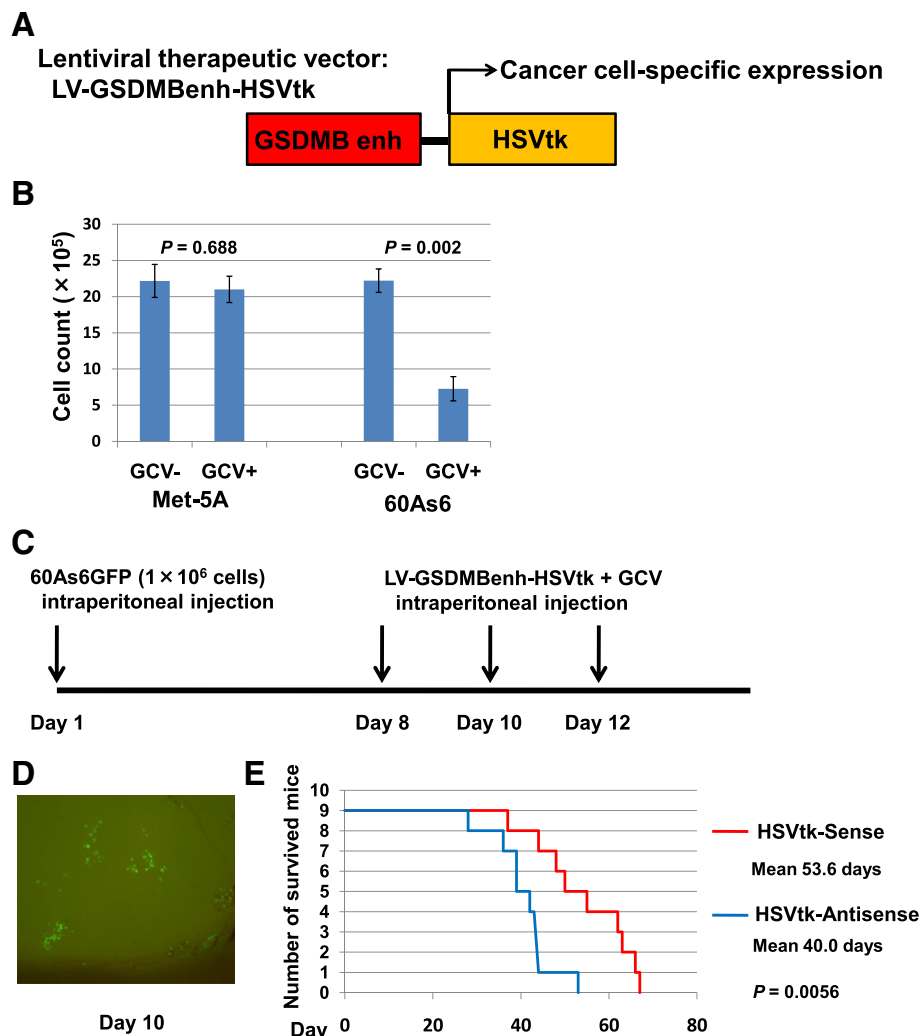 A
Lentiviral therapeutic vector:
LV-GSDMBenh-HSVtk
Cancer cell-specific expression
GSDMB enh
HSVtk
B
Cell count (×10⁵)
30
25
20
15
10
5
0
P = 0.688
P = 0.002
GCV- GCV+
Met-5A
GCV- GCV+
60As6
C
60As6GFP (1×10⁶ cells)
intraperitoneal injection
LV-GSDMBenh-HSVtk + GCV
intraperitoneal injection
Day 1
Day 8
Day 10
Day 12
D
Day 10
E
Number of survived mice
10
9
8
7
6
5
4
3
2
1
0
Day 0 20 40 60 80
HSVtk-Sense
Mean 53.6 days
HSVtk-Antisense
Mean 40.0 days
P = 0.0056